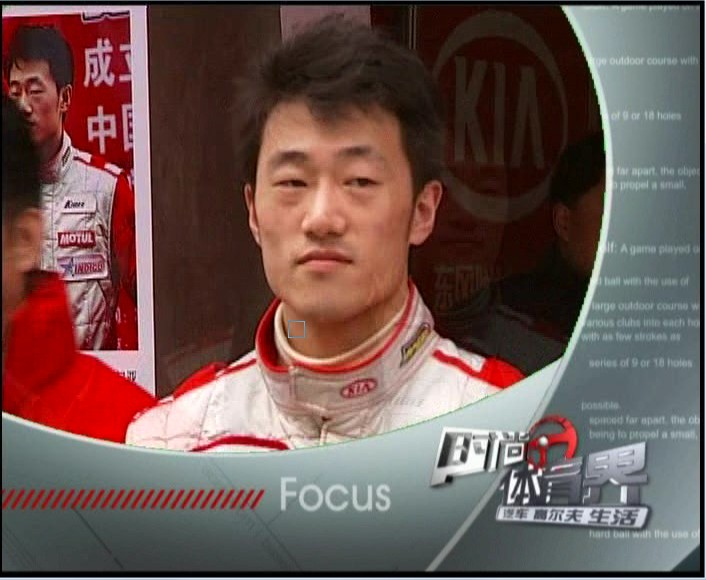 成立
中国
MOTUL
INDIGO
KIA
KIA
Focus
时尚
体育界
汽车 高尔夫 生活
large outdoor course with
of 9 or 18 holes
far apart, the objec
to propel a small,
lf: A game played o
d ball with the use of
large outdoor course w
various clubs into each ho
with as few strokes as
series of 9 or 18 holes
possible.
spaced far apart, the ob
being to propel a small,
hard ball with the use of